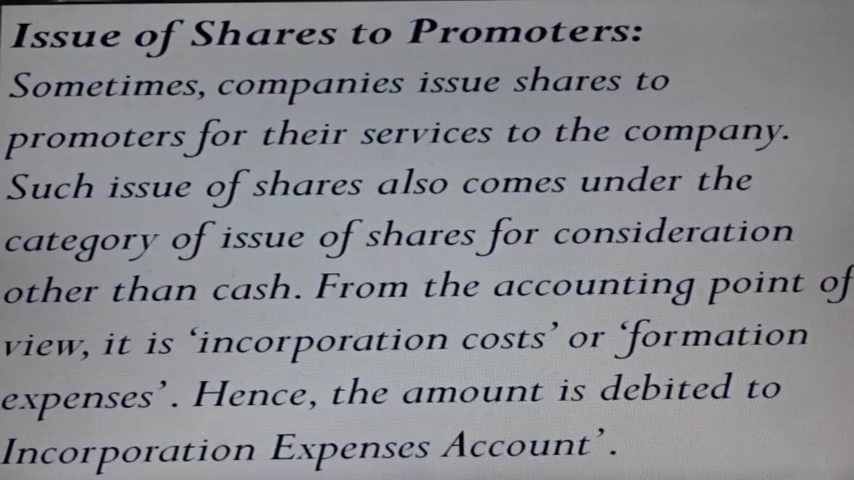 Issue of Shares to Promoters:
Sometimes, companies issue shares to
promoters for their services to the company.
Such issue of shares also comes under the
category of issue of shares for consideration
other than cash. From the accounting point of
view, it is ‘incorporation costs’ or ‘formation
expenses’. Hence, the amount is debited to
Incorporation Expenses Account’.